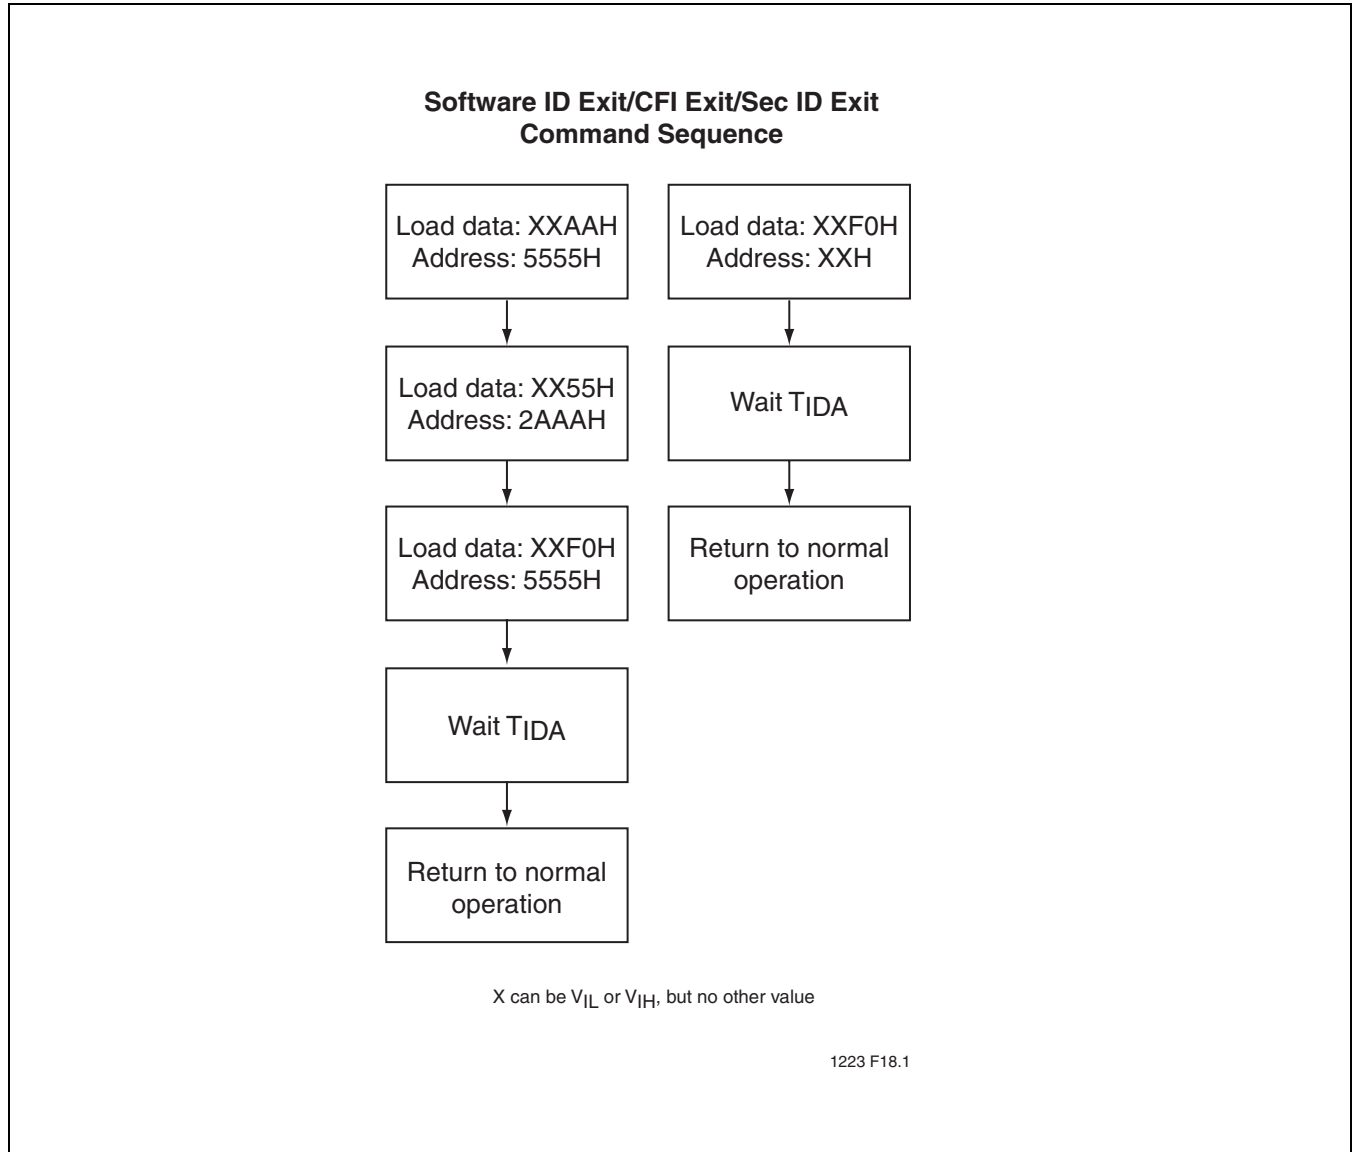 Software ID Exit/CFI Exit/Sec ID Exit
Command Sequence
Load data: XXAAH
Address: 5555H
Load data: XX55H
Address: 2AAAH
Load data: XXF0H
Address: 5555H
Wait TIDA
Return to normal
operation
Load data: XXF0H
Address: XXH
Wait TIDA
Return to normal
operation
X can be VIL or VIH, but no other value
1223 F18.1